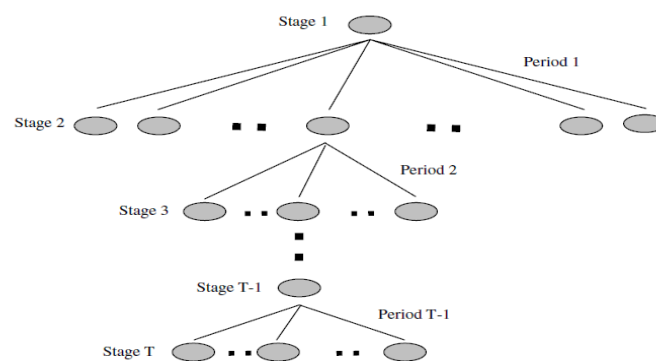 Stage 1
Period 1
Stage 2
Period 2
Stage 3
Stage T-1
Period T-1
Stage T